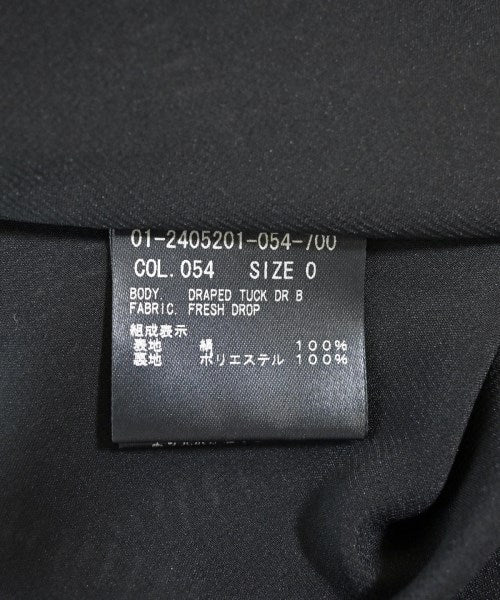 01-2405201-054-700
COL.054 SIZE 0
BODY. DRAPED TUCK DR B
FABRIC. FRESH DROP
組成表示
表地 絹 100%
裏地 ポリエステル 100%